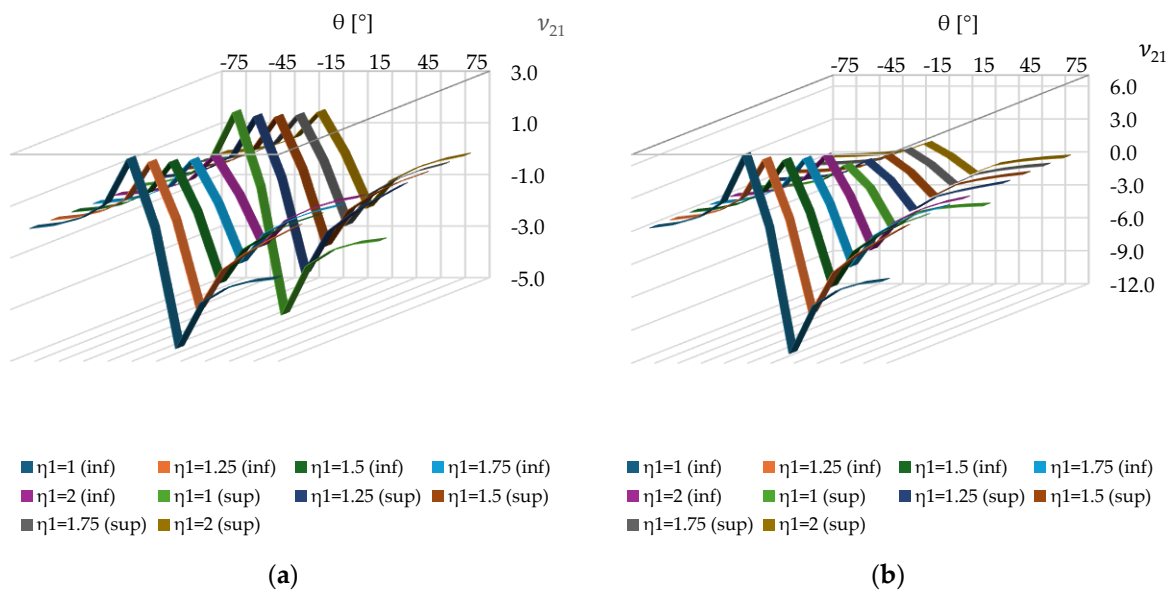 θ [°]
ν21
-75 -45 -15 15 45 75
3.0
1.0
-1.0
-3.0
-5.0
η1=1 (inf) η1=1.25 (inf) η1=1.5 (inf) η1=1.75 (inf)
η1=2 (inf) η1=1 (sup) η1=1.25 (sup) η1=1.5 (sup)
η1=1.75 (sup) η1=2 (sup)
(a)
θ [°]
ν21
-75 -45 -15 15 45 75
6.0
3.0
0.0
-3.0
-6.0
-9.0
-12.0
η1=1 (inf) η1=1.25 (inf) η1=1.5 (inf) η1=1.75 (inf)
η1=2 (inf) η1=1 (sup) η1=1.25 (sup) η1=1.5 (sup)
η1=1.75 (sup) η1=2 (sup)
(b)